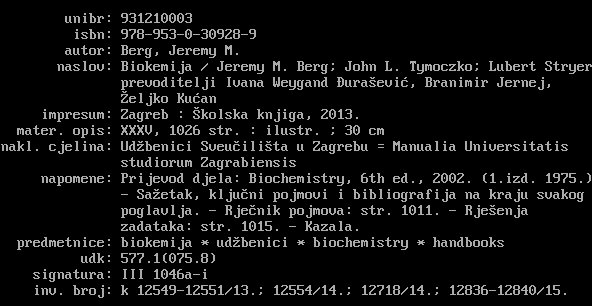 unibr: 931210003
isbn: 978-953-0-30928-9
autor: Berg, Jeremy M.
naslov: Biokemija / Jeremy M. Berg; John L. Tymoczko; Lubert Stryer
prevoditelji Ivana Weygand Đurašević, Branimir Jernej,
Željko Kućan
impresum: Zagreb : Školska knjiga, 2013.
mater. opis: XXXV, 1026 str. : ilustr. ; 30 cm
nakl. cjelina: Udžbenici Sveučilišta u Zagrebu = Manualia Universitatis
studiorum Zagrabiensis
napomene: Prijevod djela: Biochemistry, 6th ed., 2002. (1.izd. 1975.)
- Sažetak, ključni pojmovi i bibliografija na kraju svakog
poglavlja. - Rječnik pojmova: str. 1011. - Rješenja
zadataka: str. 1015. - Kazala.
predmetnice: biokemija * udžbenici * biochemistry * handbooks
udk: 577.1(075.8)
signatura: III 1046a-i
inv. broj: k 12549-12551/13.; 12554/14.; 12718/14.; 12836-12840/15.